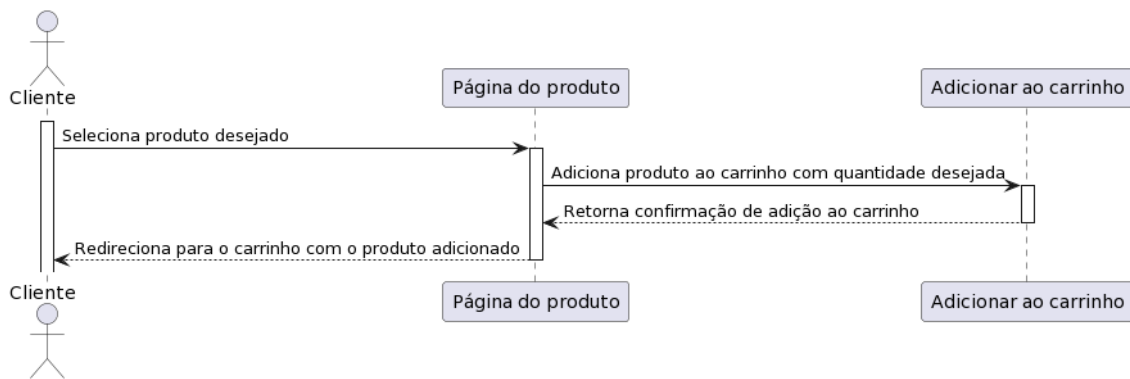 Cliente
Página do produto
Adicionar ao carrinho
Seleciona produto desejado
Adiciona produto ao carrinho com quantidade desejada
Retorna confirmação de adição ao carrinho
Redireciona para o carrinho com o produto adicionado
Cliente
Página do produto
Adicionar ao carrinho